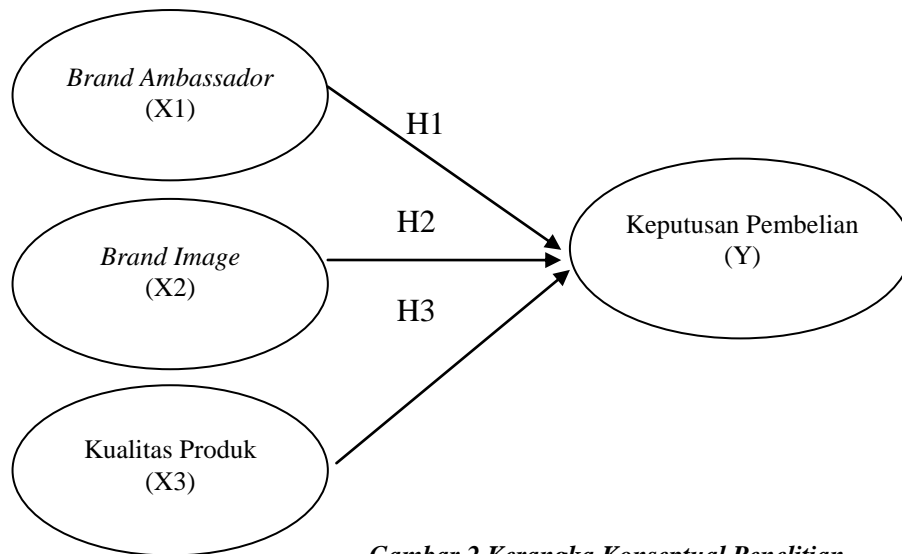 Brand Ambassador
(X1)
H1
H2
Brand Image
(X2)
Keputusan Pembelian
(Y)
H3
Kualitas Produk
(X3)
Gambar 2 Kerangka Konseptual Penelitian